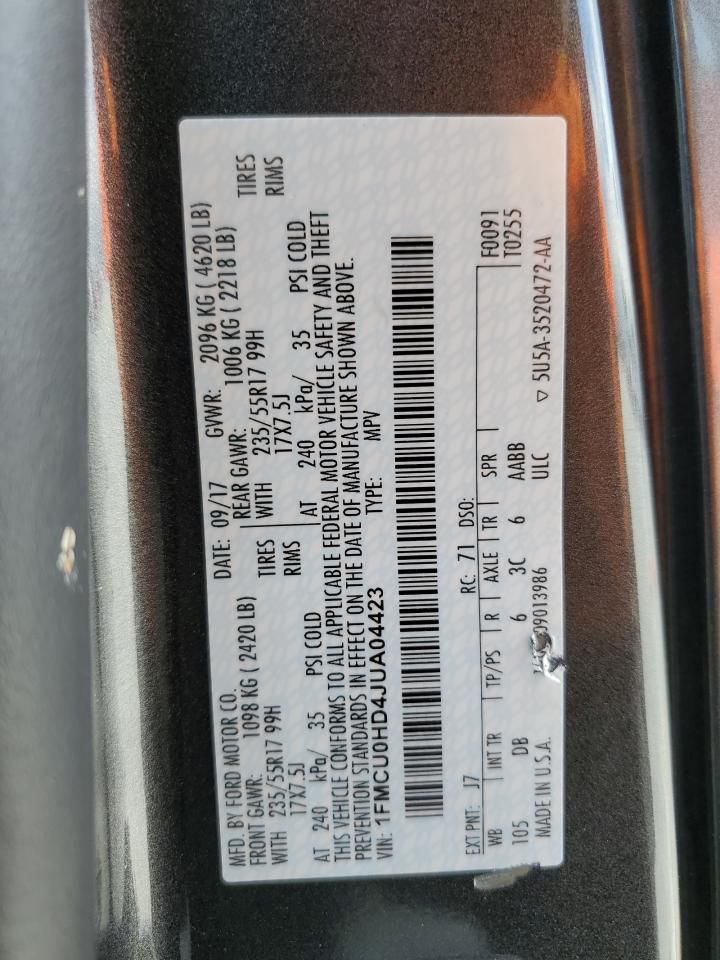 MFD. BY FORD MOTOR CO.
DATE: 09/17 GVWR: 2096 KG ( 4620 LB)
FRONT GAWR: 1098 KG ( 2420 LB)
REAR GAWR: 1006 KG ( 2218 LB)
WITH 235/55R17 99H TIRES
WITH 235/55R17 99H TIRES
17X7.5J RIMS
17X7.5J RIMS
AT 240 kPa/ 35 PSI COLD
AT 240 kPa/ 35 PSI COLD
THIS VEHICLE CONFORMS TO ALL APPLICABLE FEDERAL MOTOR VEHICLE SAFETY AND THEFT
PREVENTION STANDARDS IN EFFECT ON THE DATE OF MANUFACTURE SHOWN ABOVE.
VIN: 1FMCU0HD4JUA04423 TYPE: MPV
EXT PNT: J7 RC: 71 DSO: F0091
WB INT TR TP/PS R AXLE TR SPR T0255
105 DB 6 3C 6 AABB
MADE IN U.S.A. 09013986 ULC ▽ 5U5A-3520472-AA